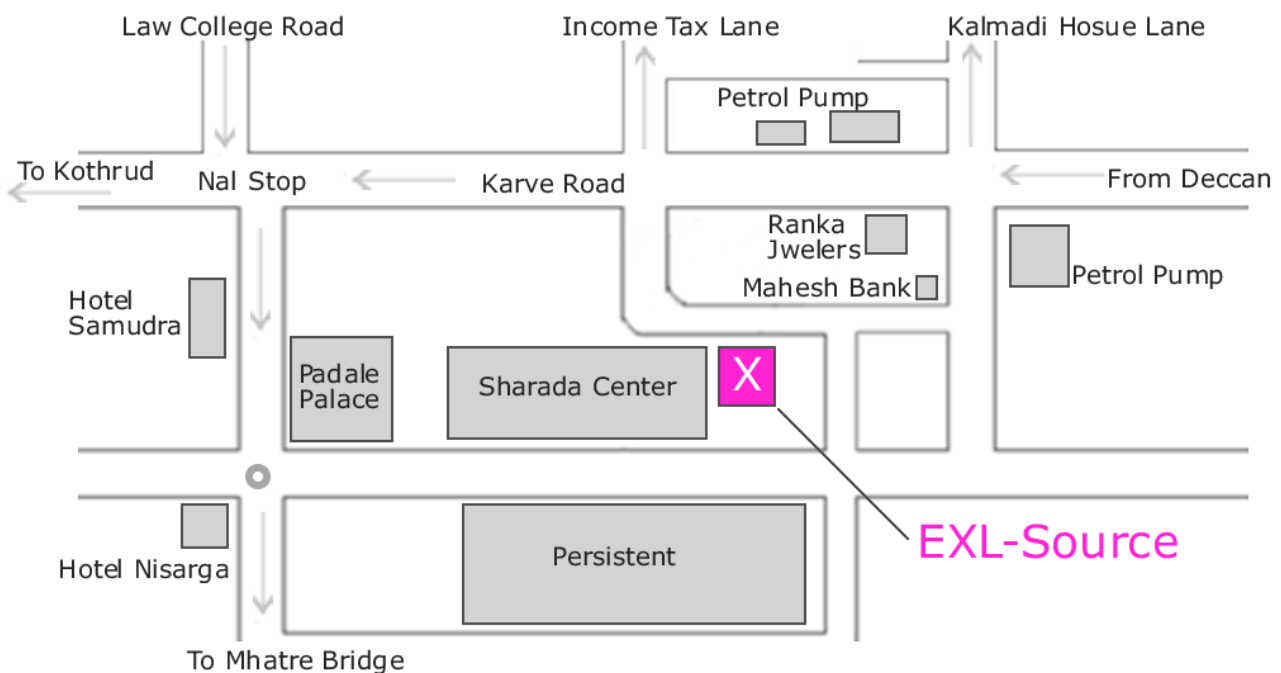 Law College Road
Income Tax Lane
Kalmadi Hosue Lane
Petrol Pump
To Kothrud
Nal Stop
Karve Road
From Deccan
Ranka
Jwelers
Mahesh Bank
Petrol Pump
Hotel
Samudra
Padale
Palace
Sharada Center
X
EXL-Source
Persistent
Hotel Nisarga
To Mhatre Bridge